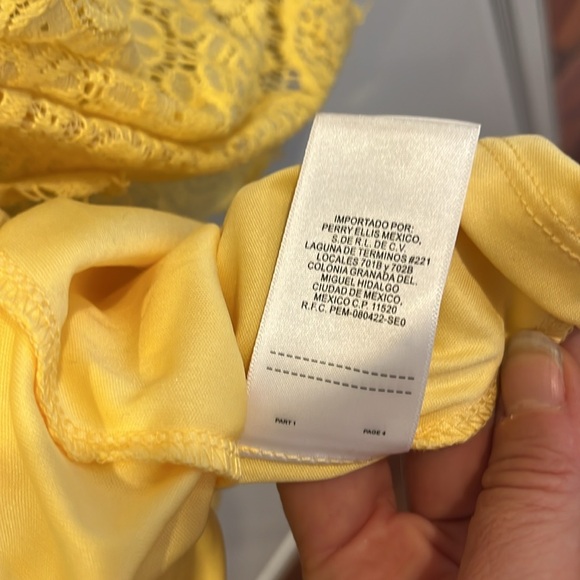 IMPORTADO POR:
PERRY ELLIS MEXICO,
S.DE R.L. DE C.V.
LAGUNA DE TERMINOS #221
LOCALES 701B y 702B
COLONIA GRANADA DEL.
MIGUEL HIDALGO
CIUDAD DE MEXICO,
MEXICO C.P. 11520
R.F.C. PEM-080422-SE0
PART 1 PAGE 4